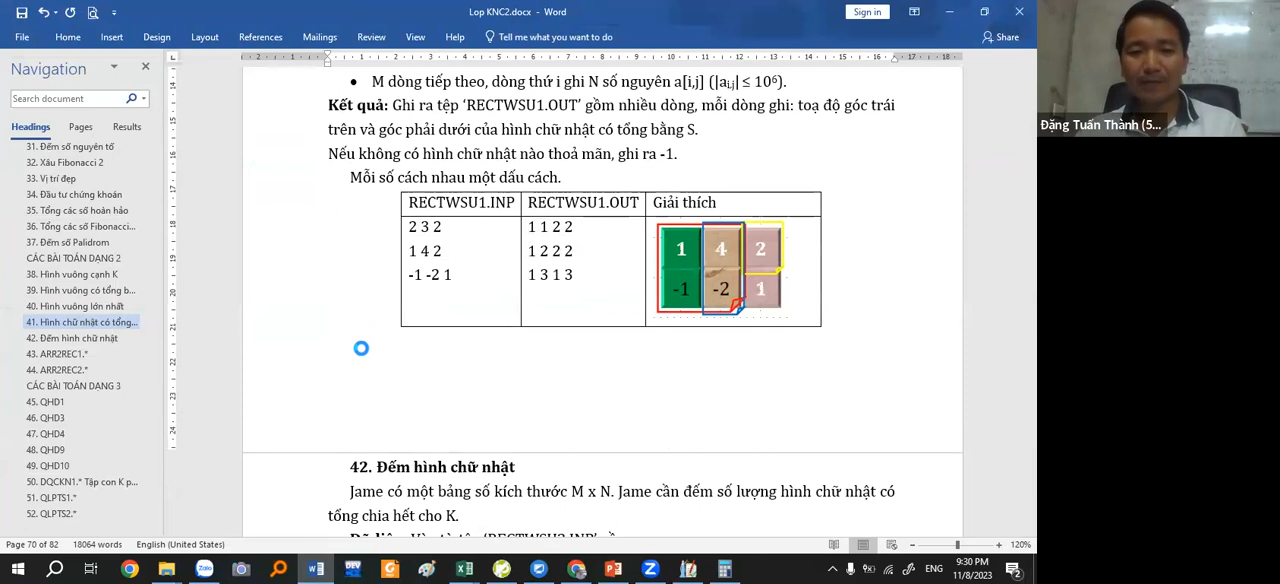 Lop KNC2.docx - Word
Sign in
File Home Insert Design Layout References Mailings Review View Help Tell me what you want to do Share
Navigation
Search document
Headings Pages Results
31. Đếm số nguyên tố
32. Xâu Fibonacci 2
33. Vị trí đẹp
34. Đầu tư chứng khoán
35. Tổng các số hoàn hảo
36. Tổng các số Fibonacci...
37. Đếm số Palidrom
CÁC BÀI TOÁN DẠNG 2
38. Hình vuông cạnh K
39. Hình vuông có tổng b...
40. Hình vuông lớn nhất
41. Hình chữ nhật có tổng...
42. Đếm hình chữ nhật
43. ARR2REC1.*
44. ARR2REC2.*
CÁC BÀI TOÁN DẠNG 3
45. QHD1
46. QHD3
47. QHD4
48. QHD9
49. QHD10
50. DQCKN1.* Tập con K p...
51. QLPTS1.*
52. QLPTS2.*
• M dòng tiếp theo, dòng thứ i ghi N số nguyên a[i,j] (|ai,j| ≤ 10⁶).
Kết quả: Ghi ra tệp ‘RECTWSU1.OUT’ gồm nhiều dòng, mỗi dòng ghi: toạ độ góc trái
trên và góc phải dưới của hình chữ nhật có tổng bằng S.
Nếu không có hình chữ nhật nào thoả mãn, ghi ra -1.
Mỗi số cách nhau một dấu cách.
RECTWSU1.INP RECTWSU1.OUT Giải thích
2 3 2 1 1 2 2
1 4 2 1 2 2 2
-1 -2 1 1 3 1 3
1 4 2
-1 -2 1
42. Đếm hình chữ nhật
Jame có một bảng số kích thước M x N. Jame cần đếm số lượng hình chữ nhật có
tổng chia hết cho K.
Đặng Tuấn Thành (5...
Page 70 of 82 18064 words English (United States) 120%
ENG
9:30 PM
11/8/2023